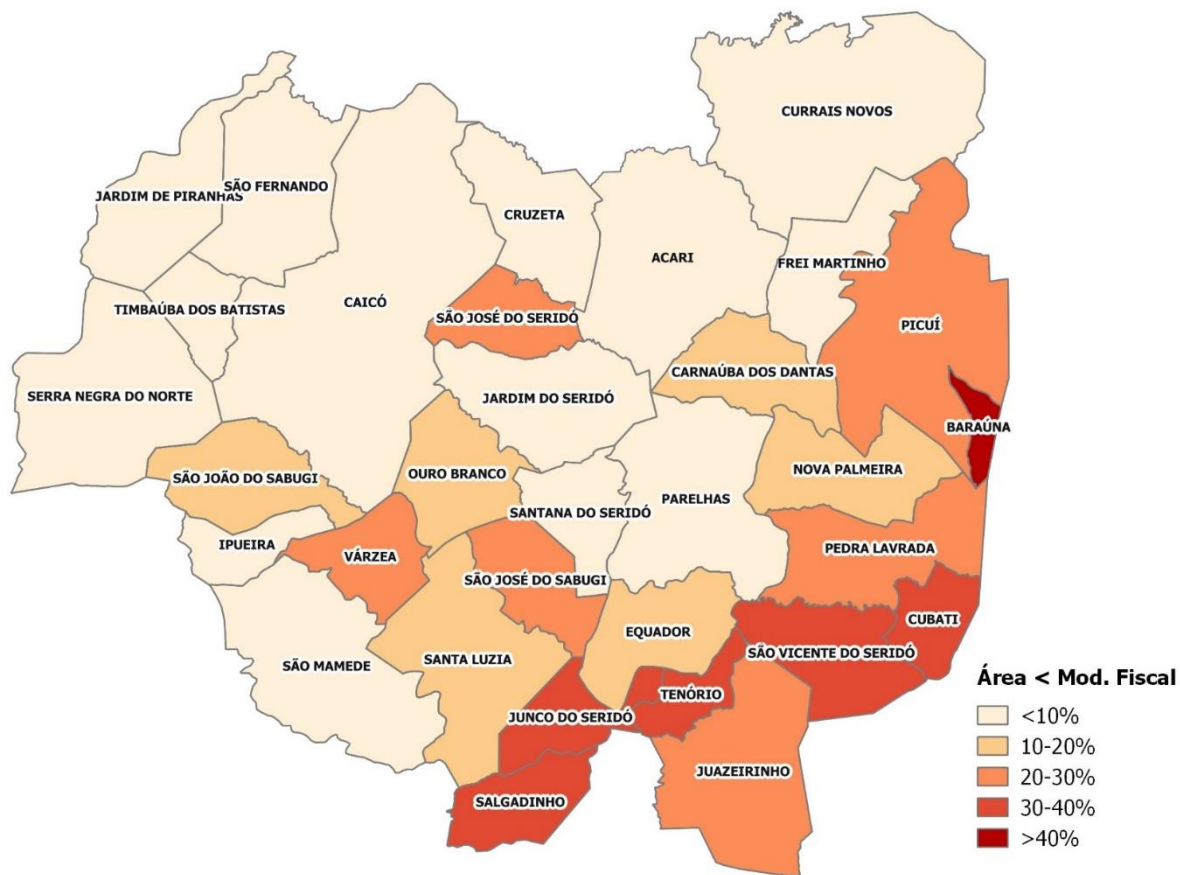 CURRAIS NOVOS
JARDIM DE PIRANHAS
SÃO FERNANDO
CRUZETA
ACARI
FREI MARTINHO
TIMBAÚBA DOS BATISTAS
CAICÓ
SÃO JOSÉ DO SERIDÓ
PICUÍ
CARNAÚBA DOS DANTAS
SERRA NEGRA DO NORTE
JARDIM DO SERIDÓ
BARAÚNA
SÃO JOÃO DO SABUGI
OURO BRANCO
NOVA PALMEIRA
SANTANA DO SERIDÓ
PARELHAS
IPUEIRA
VÁRZEA
PEDRA LAVRADA
SÃO JOSÉ DO SABUGI
CUBATI
EQUADOR
SÃO VICENTE DO SERIDÓ
SÃO MAMEDE
SANTA LUZIA
TENÓRIO
JUNCO DO SERIDÓ
JUAZEIRINHO
SALGADINHO
Área < Mod. Fiscal
<10%
10-20%
20-30%
30-40%
>40%